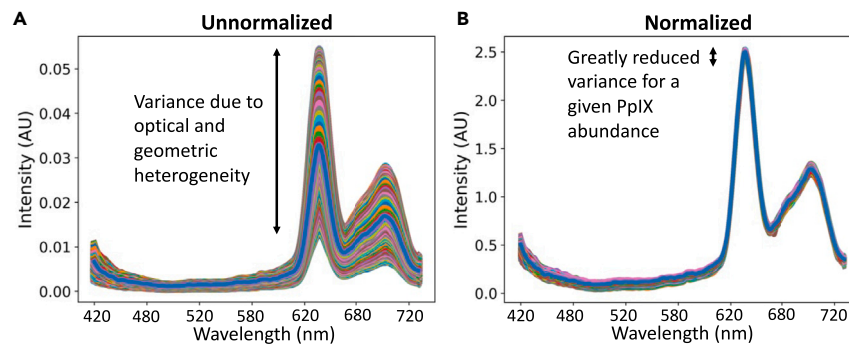 A
Unnormalized
Intensity (AU)
0.05
0.04
0.03
0.02
0.01
0.00
Variance due to
optical and
geometric
heterogeneity
420 480 520 620 680 720
Wavelength (nm)
B
Normalized
Intensity (AU)
2.5
2.0
1.5
1.0
0.5
0.0
Greatly reduced
variance for a
given PpIX
abundance
420 480 580 620 680 720
Wavelength (nm)